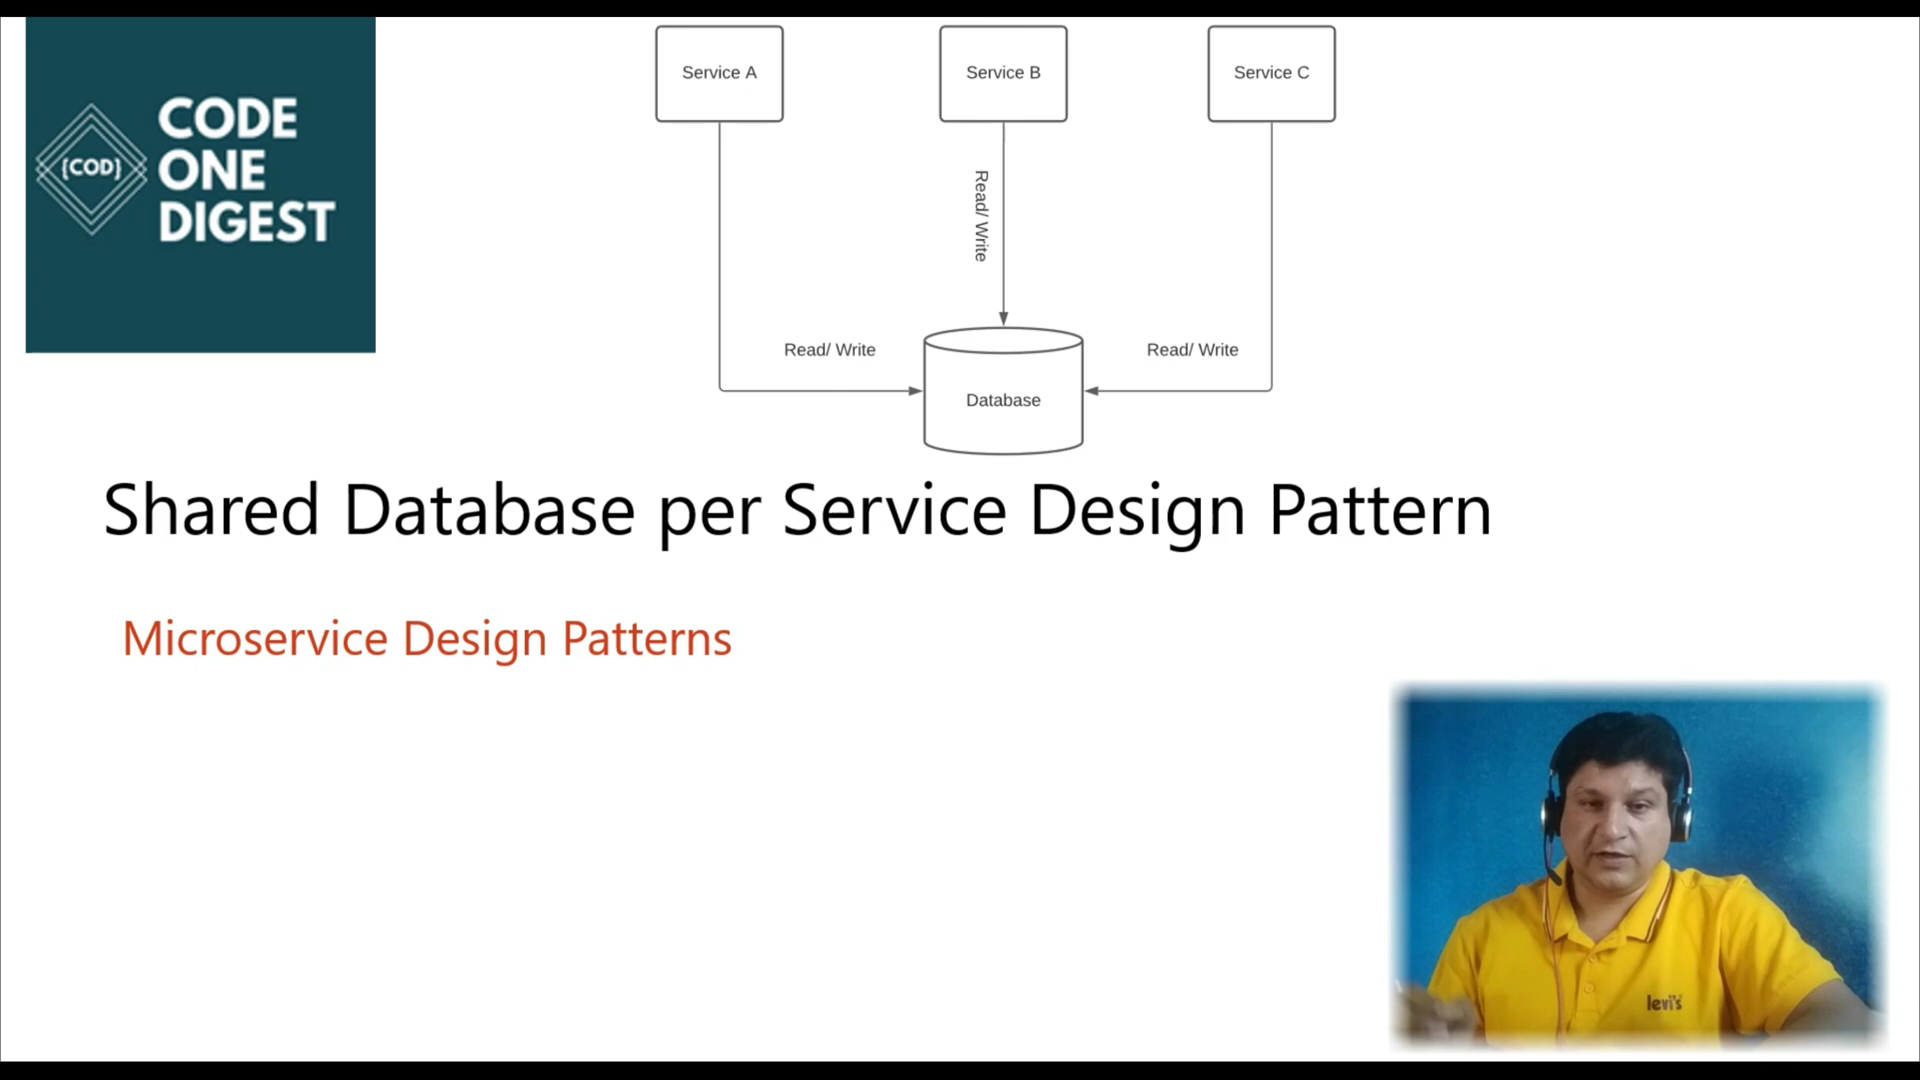 CODE
ONE
DIGEST
{COD}
Service A
Service B
Service C
Read/ Write
Read/ Write
Read/ Write
Database
Shared Database per Service Design Pattern
Microservice Design Patterns
levi's